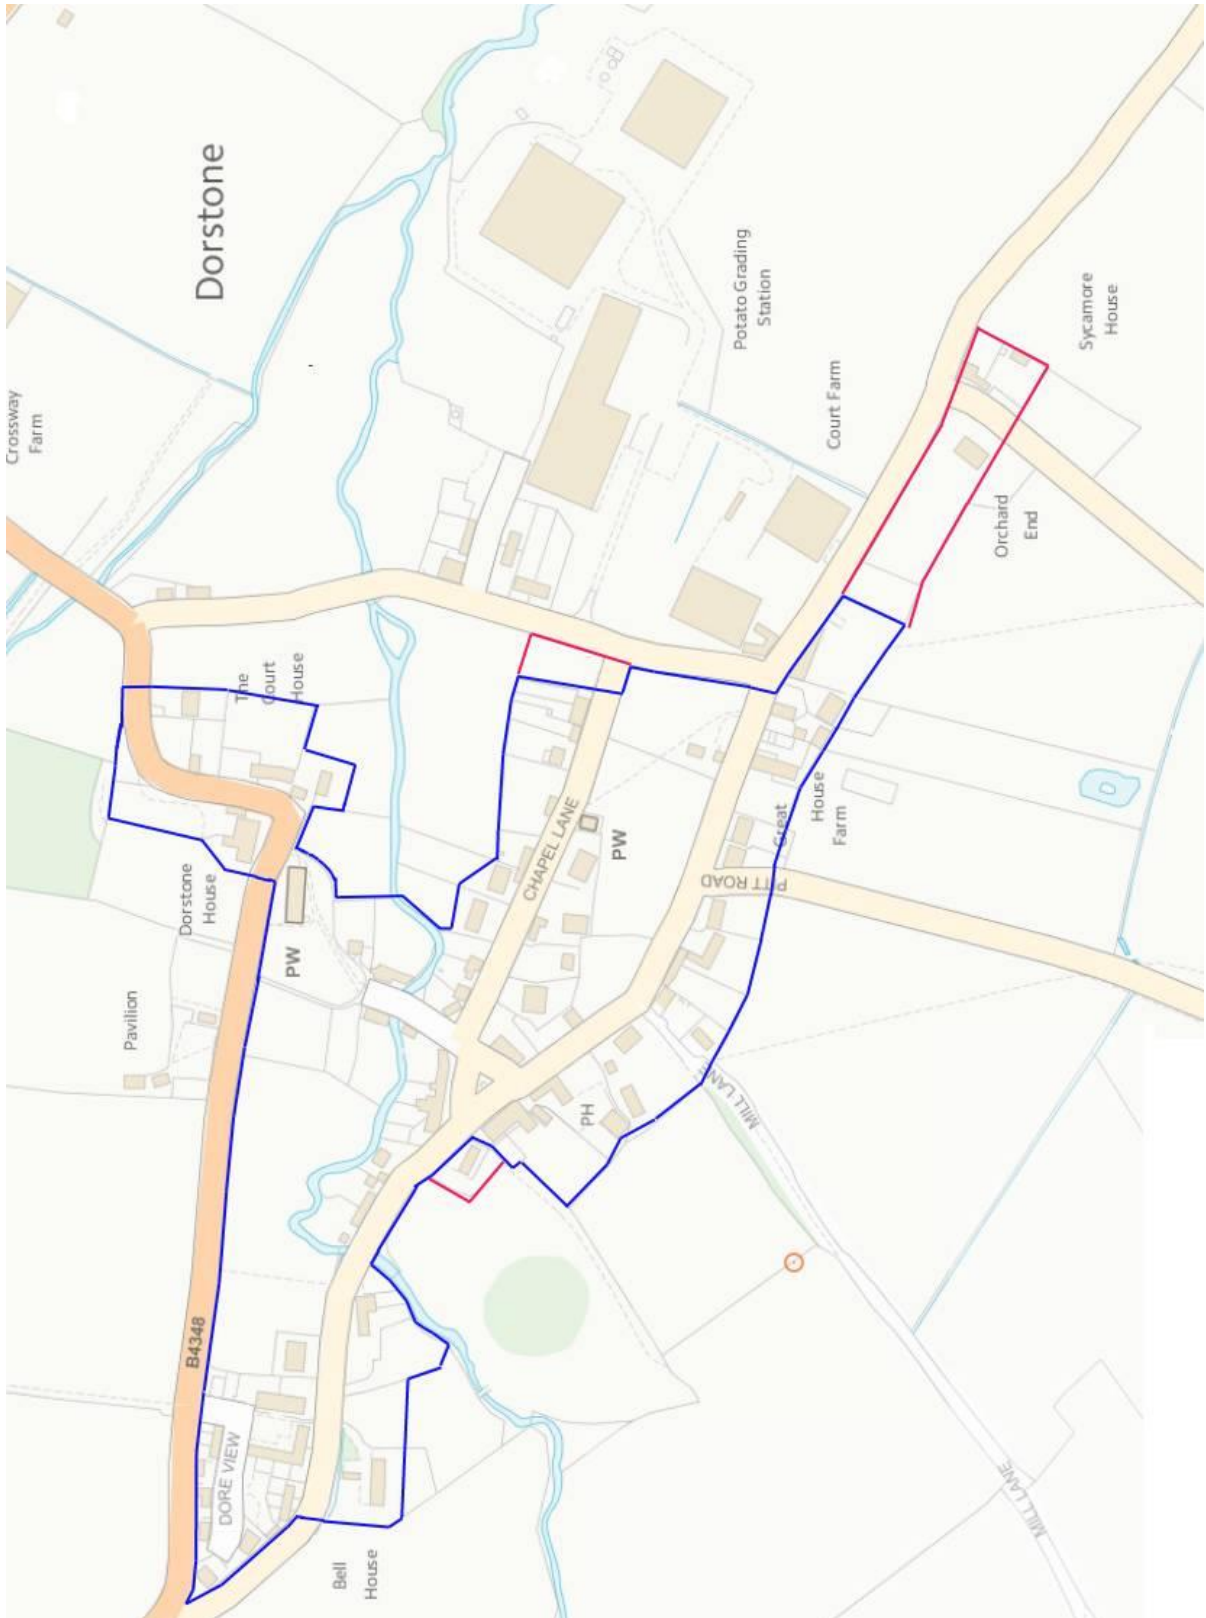 Crossway
Farm
Dorstone
Potato Grading
Station
Court Farm
Sycamore
House
Orchard
End
The
Court
House
Great
House
Farm
CHAPEL LANE
PW
PITT ROAD
Dorstone
House
PW
Pavilion
PH
MILL LANE
B4348
DORE VIEW
Bell
House
MILL LANE